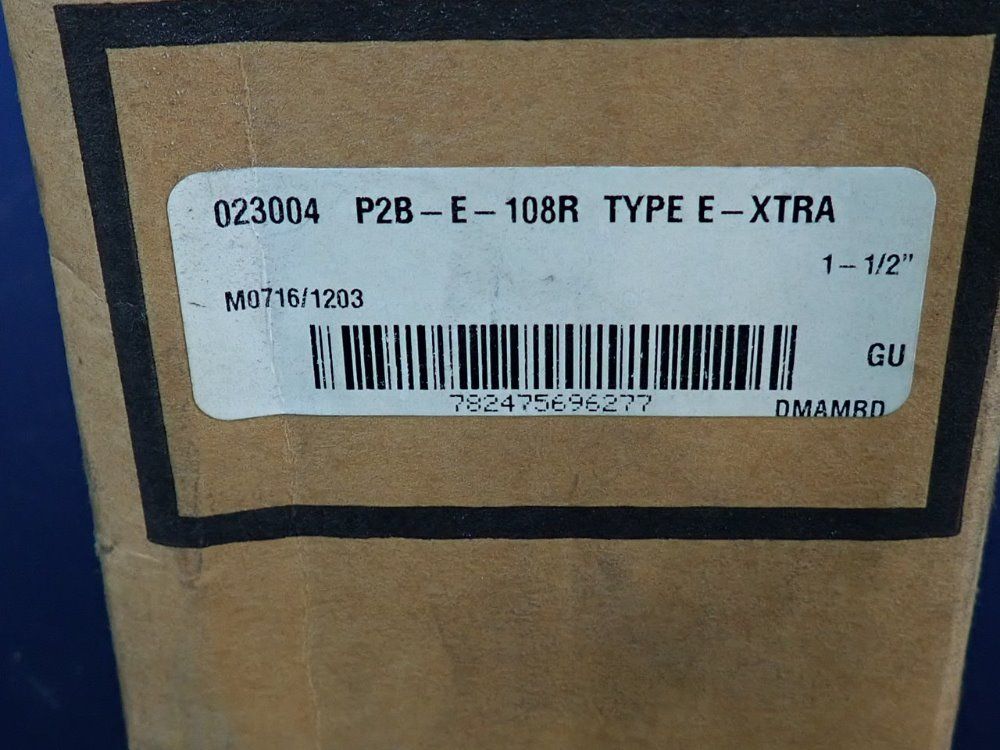 023004 P2B-E-108R TYPE E-XTRA
1-1/2"
M0716/1203
GU
782475696277
DMAMBD